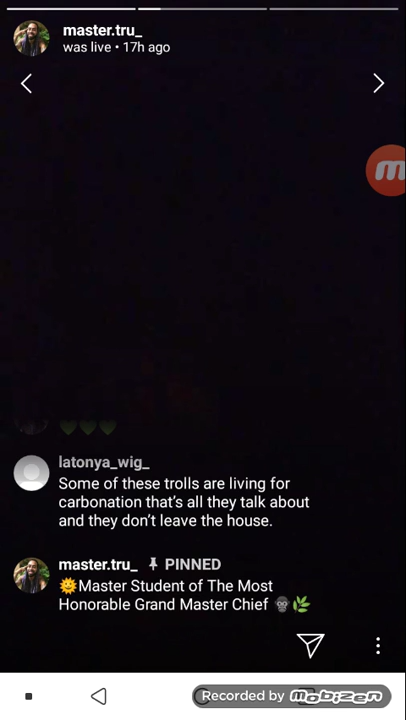 master.tru_
was live • 17h ago
latonya_wig_
Some of these trolls are living for
carbonation that's all they talk about
and they don't leave the house.
master.tru_ PINNED
🌞Master Student of The Most
Honorable Grand Master Chief 💀🌿
Recorded by mobizen